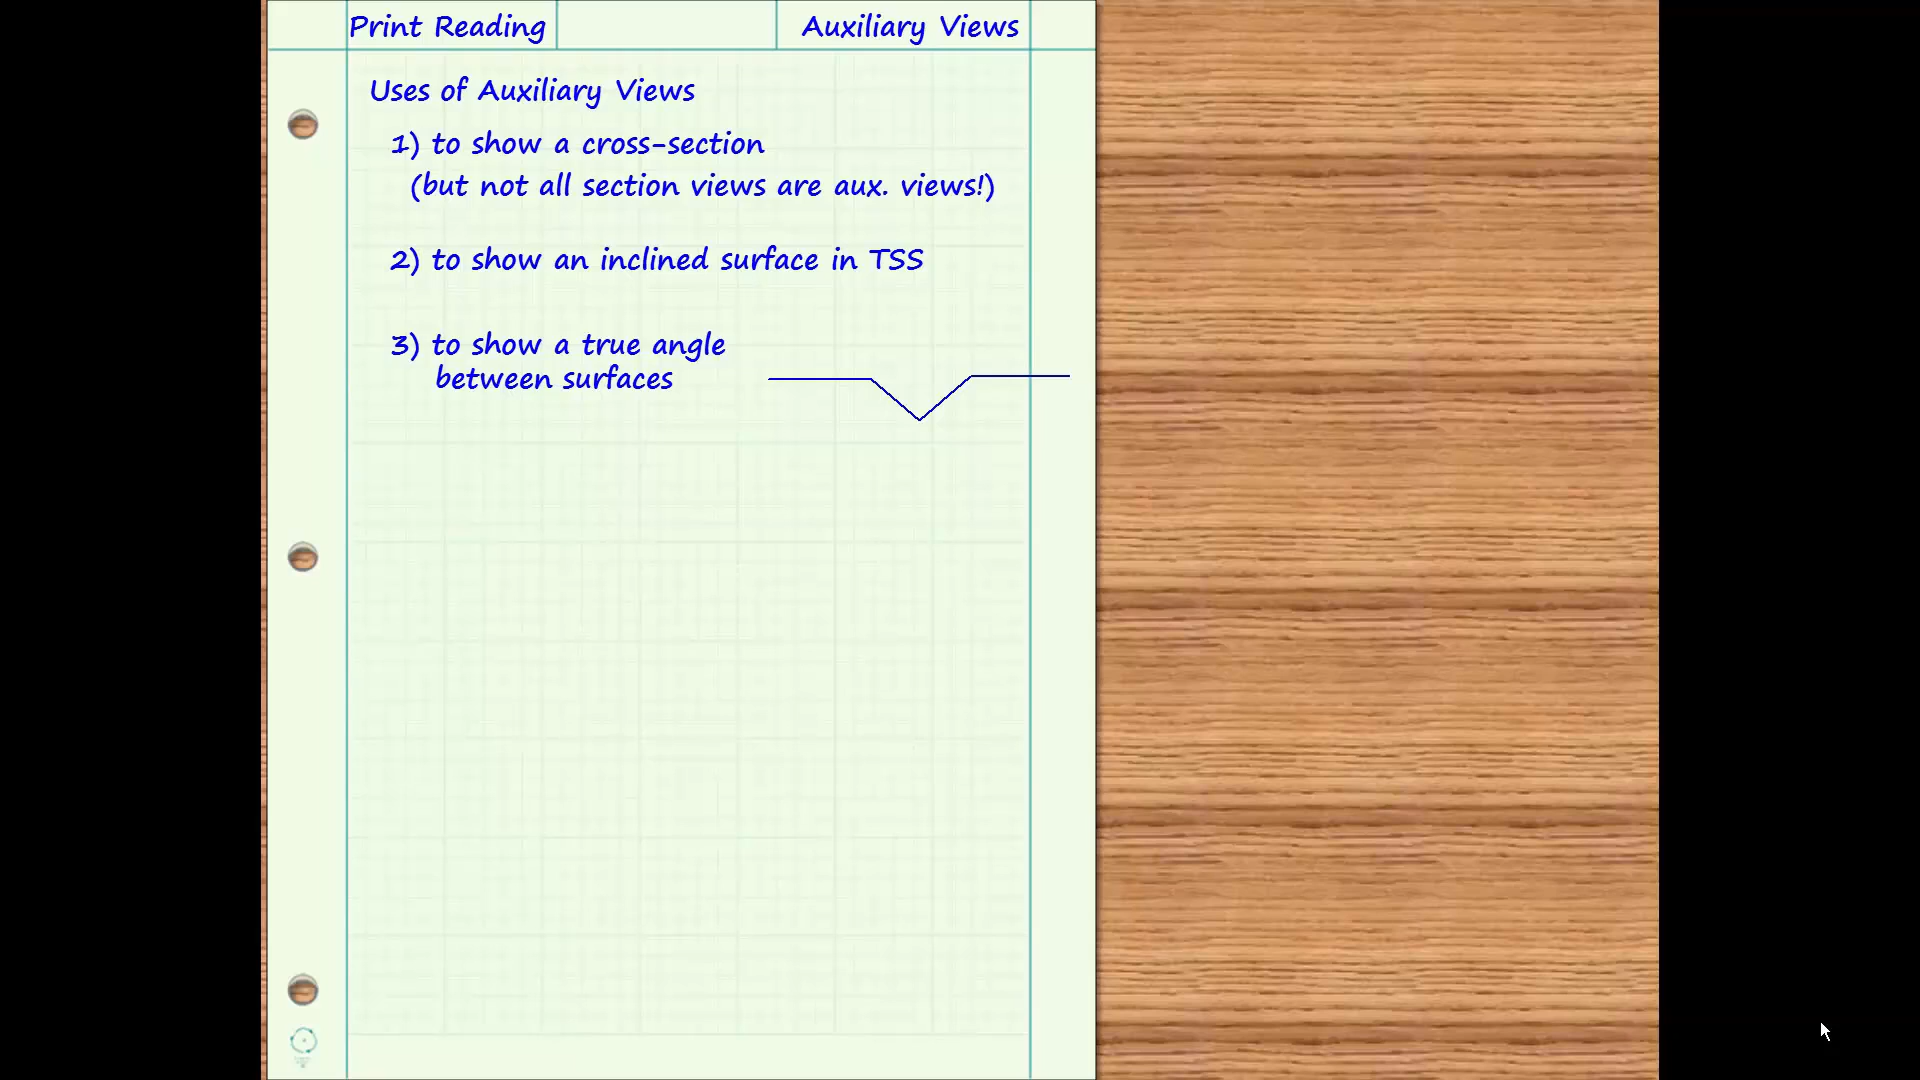 Print Reading
Auxiliary Views
Uses of Auxiliary Views
1) to show a cross-section
(but not all section views are aux. views!)
2) to show an inclined surface in TSS
3) to show a true angle
between surfaces